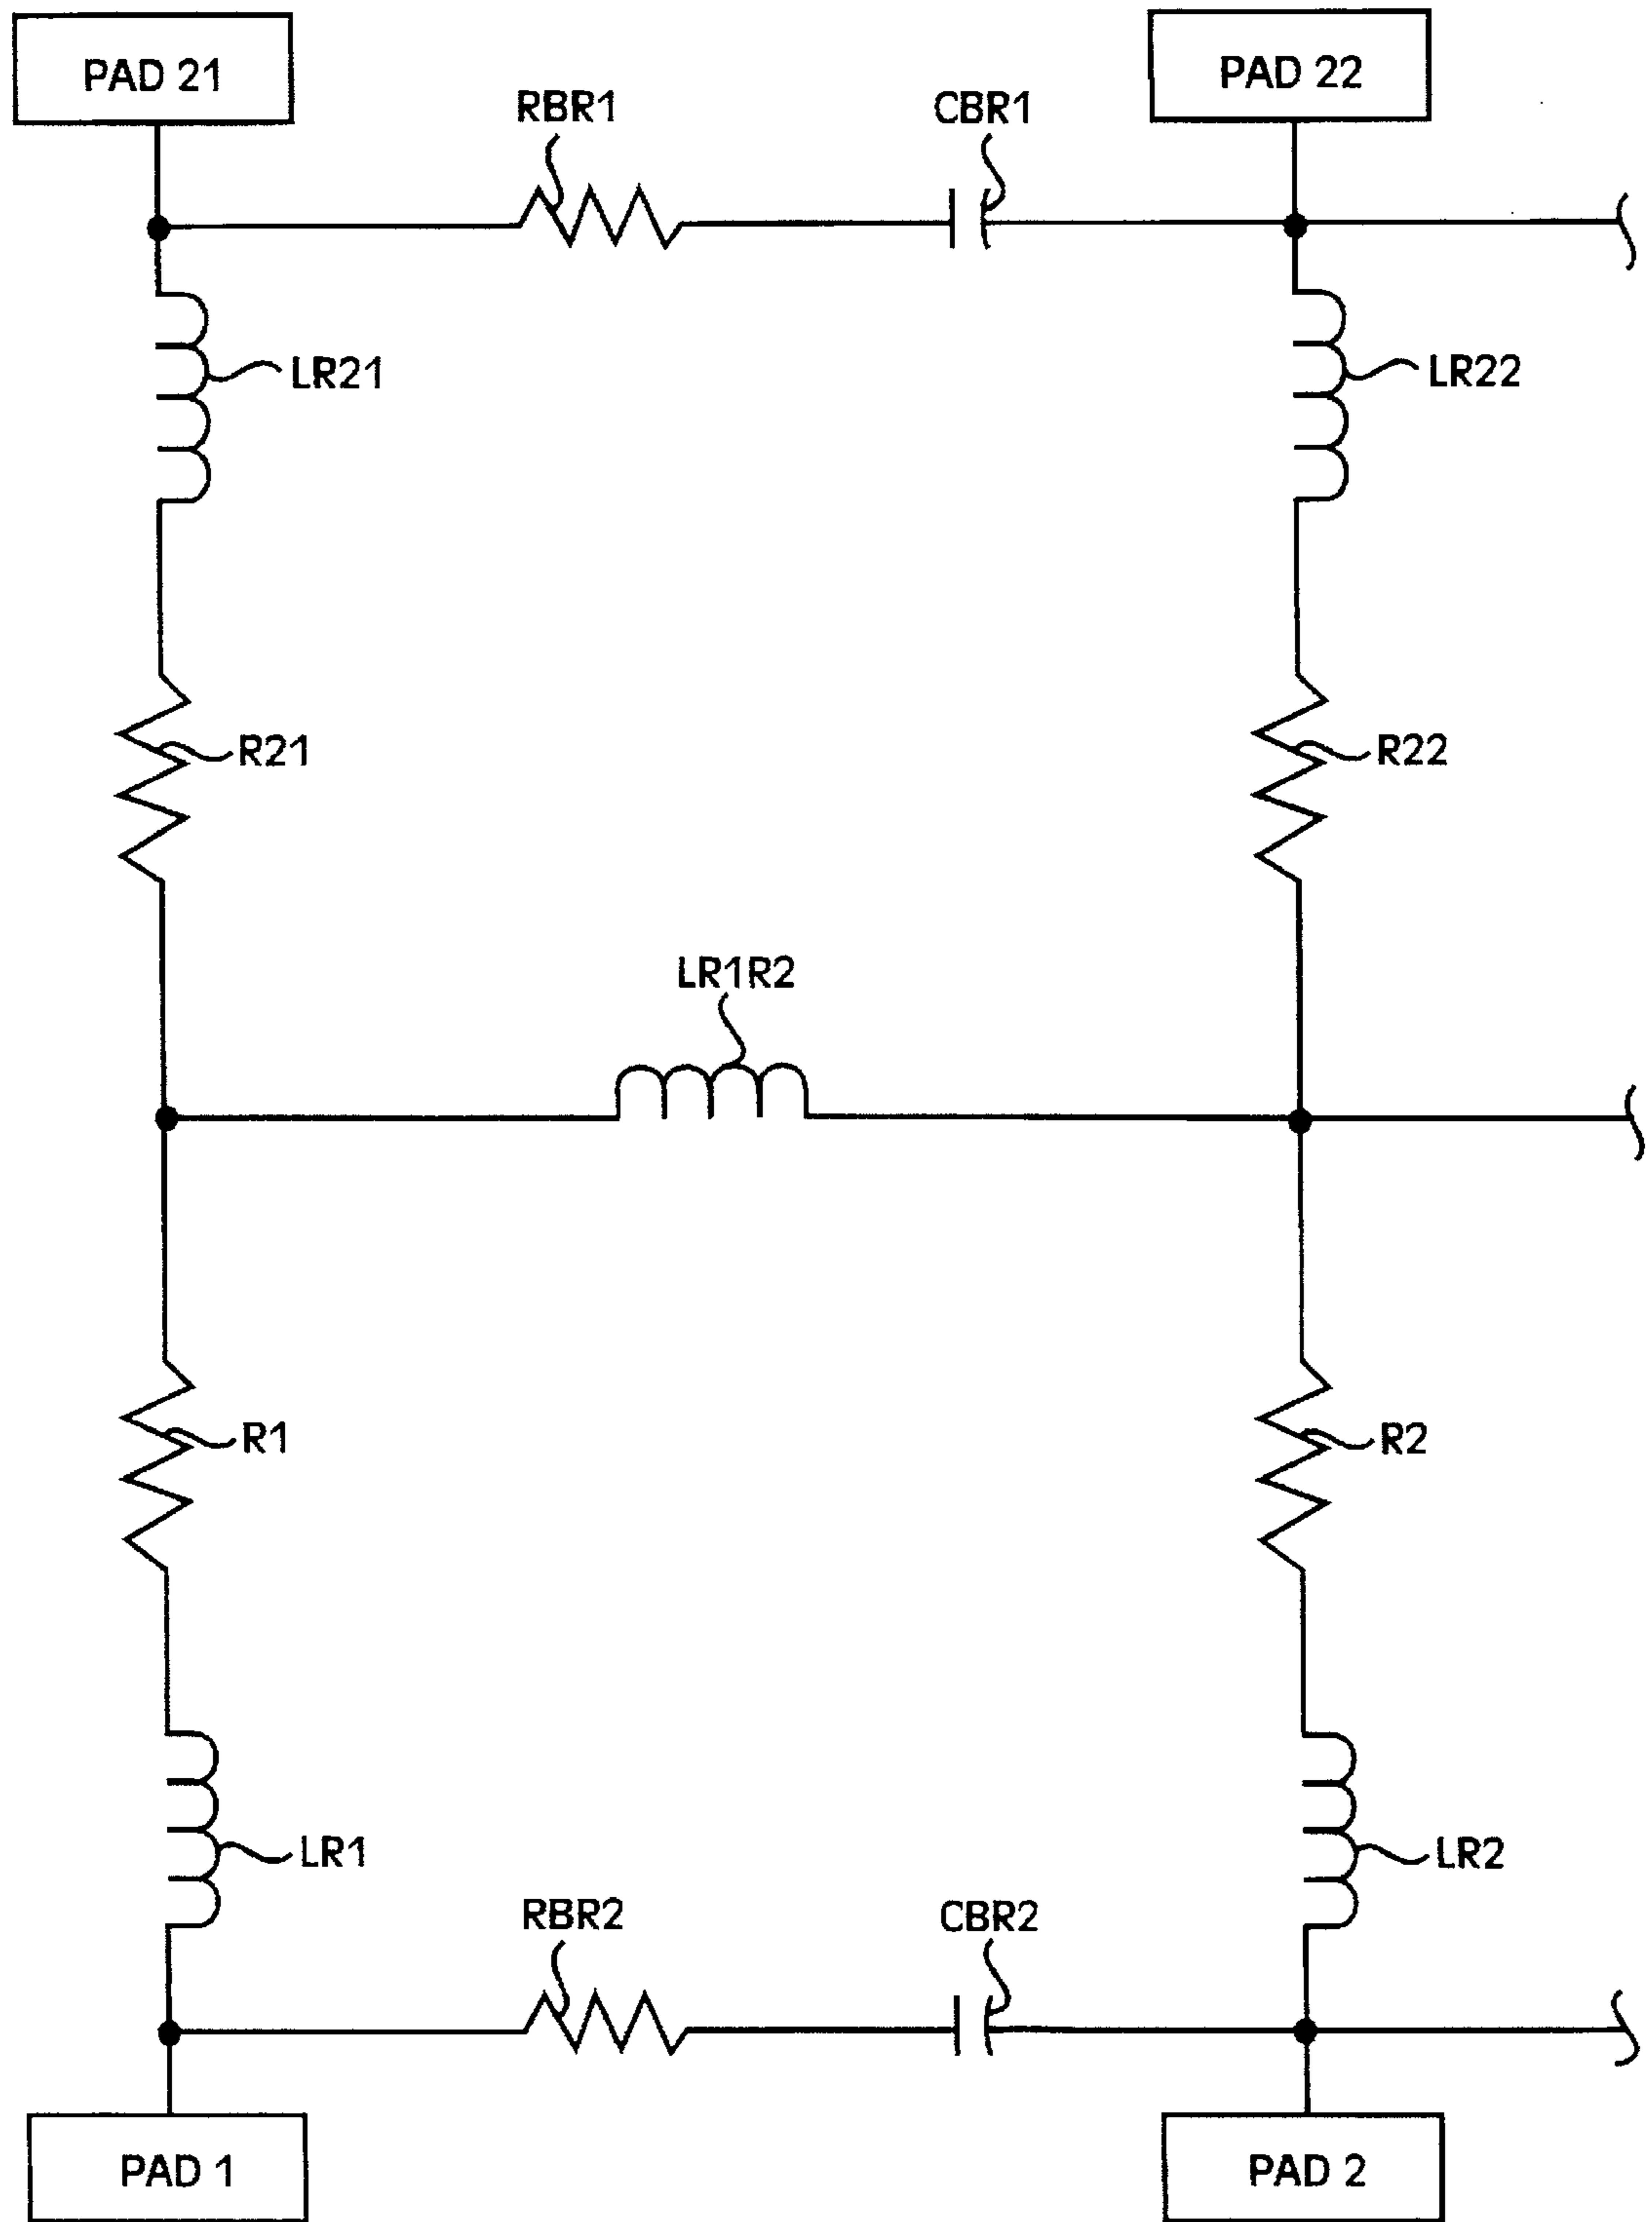 PAD 21
PAD 22
RBR1
CBR1
LR21
LR22
R21
R22
LR1R2
R1
R2
LR1
LR2
RBR2
CBR2
PAD 1
PAD 2